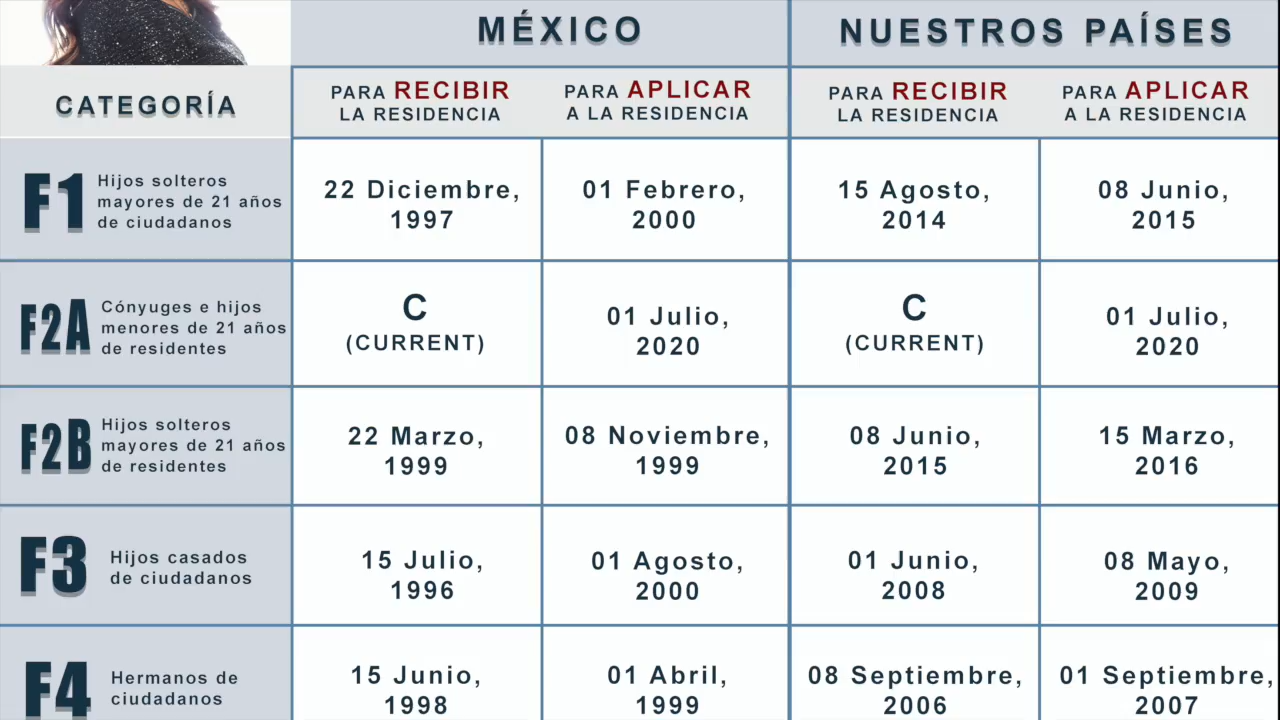 MÉXICO
NUESTROS PAÍSES
CATEGORÍA
PARA RECIBIR
LA RESIDENCIA
PARA APLICAR
A LA RESIDENCIA
PARA RECIBIR
LA RESIDENCIA
PARA APLICAR
A LA RESIDENCIA
F1
Hijos solteros
mayores de 21 años
de ciudadanos
22 Diciembre,
1997
01 Febrero,
2000
15 Agosto,
2014
08 Junio,
2015
F2A
Cónyuges e hijos
menores de 21 años
de residentes
C
(CURRENT)
01 Julio,
2020
C
(CURRENT)
01 Julio,
2020
F2B
Hijos solteros
mayores de 21 años
de residentes
22 Marzo,
1999
08 Noviembre,
1999
08 Junio,
2015
15 Marzo,
2016
F3
Hijos casados
de ciudadanos
15 Julio,
1996
01 Agosto,
2000
01 Junio,
2008
08 Mayo,
2009
F4
Hermanos de
ciudadanos
15 Junio,
1998
01 Abril,
1999
08 Septiembre,
2006
01 Septiembre,
2007